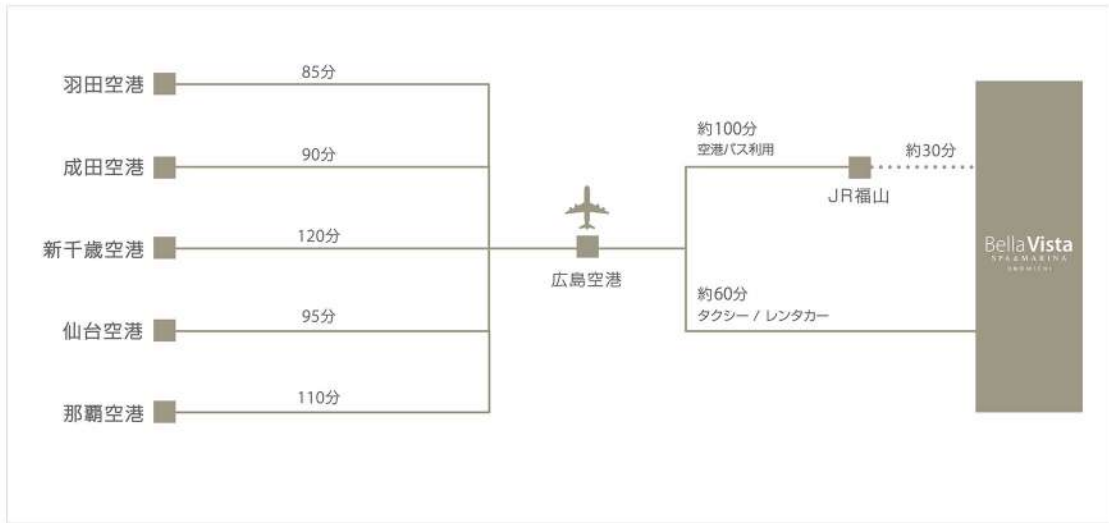 羽田空港
85分
成田空港
90分
新千歳空港
120分
仙台空港
95分
那覇空港
110分
広島空港
約100分
空港バス利用
JR福山
約30分
約60分
タクシー / レンタカー
BellaVista
SPA & MARINA
ONOMICHI